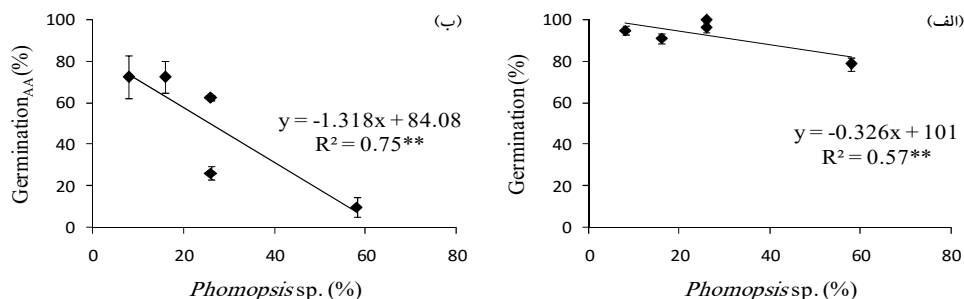 (الف)
Germination (%)
100
80
60
40
20
0
y = -0.326x + 101
R² = 0.57**
0 20 40 60 80
Phomopsis sp. (%)
(ب)
Germination AA (%)
100
80
60
40
20
0
y = -1.318x + 84.08
R² = 0.75**
0 20 40 60 80
Phomopsis sp. (%)